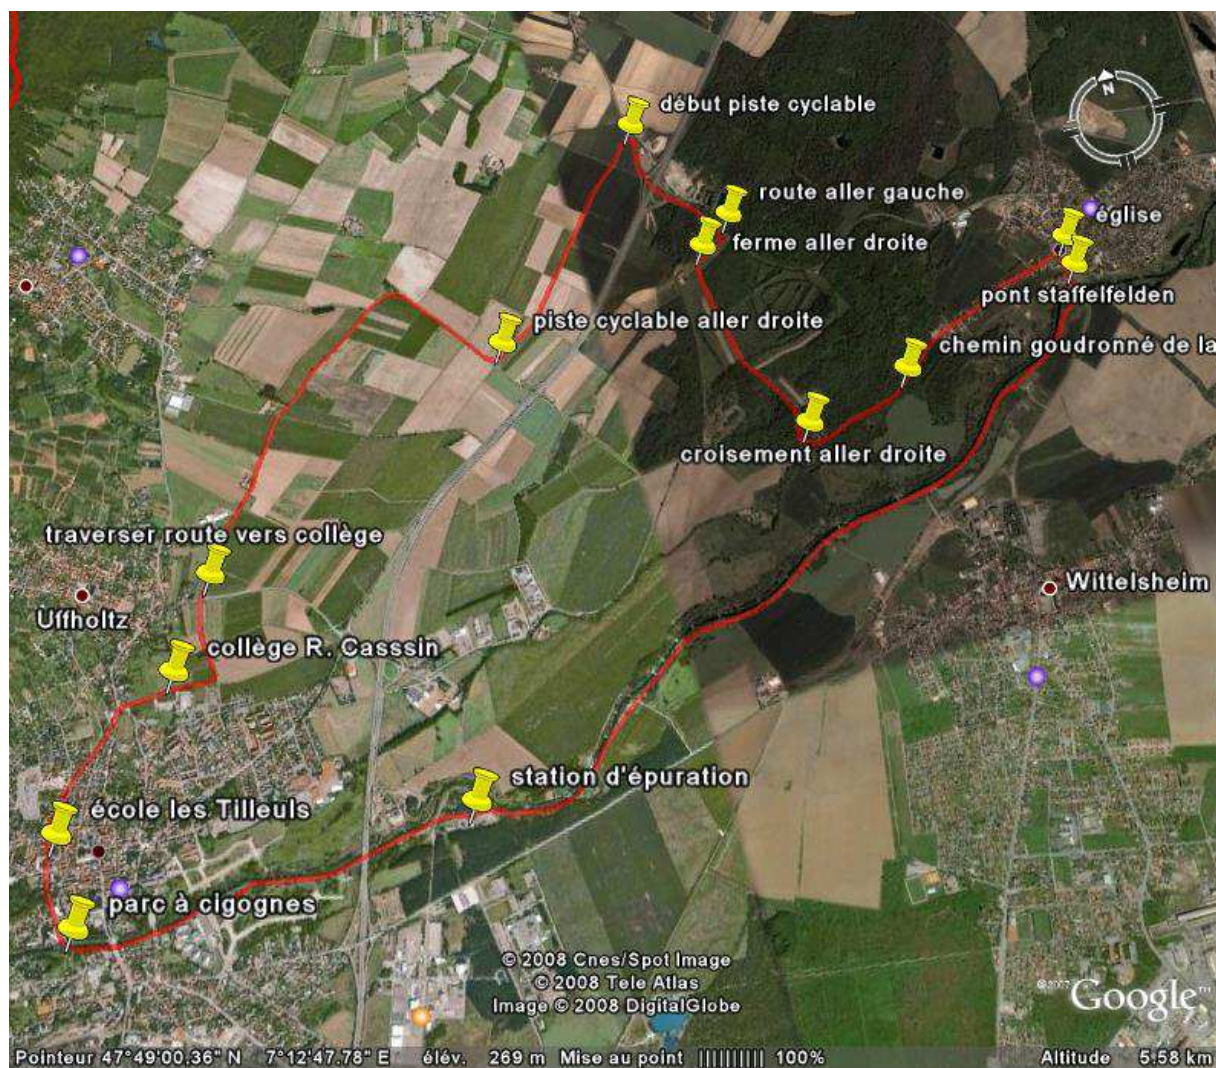 début piste cyclable
N
route aller gauche
église
ferme aller droite
pont staffelfelden
piste cyclable aller droite
chemin goudronné de la
croisement aller droite
traverser route vers collège
Wittelsheim
Uffholtz
collège R. Casssin
station d'épuration
école les Tilleuls
parc à cigognes
© 2008 Cnes/Spot Image
© 2008 Tele Atlas
Image © 2008 DigitalGlobe
©2007 Google™
Pointeur 47°49'00.36" N 7°12'47.78" E élév. 269 m Mise au point |||||||||| 100% Altitude 5.58 km